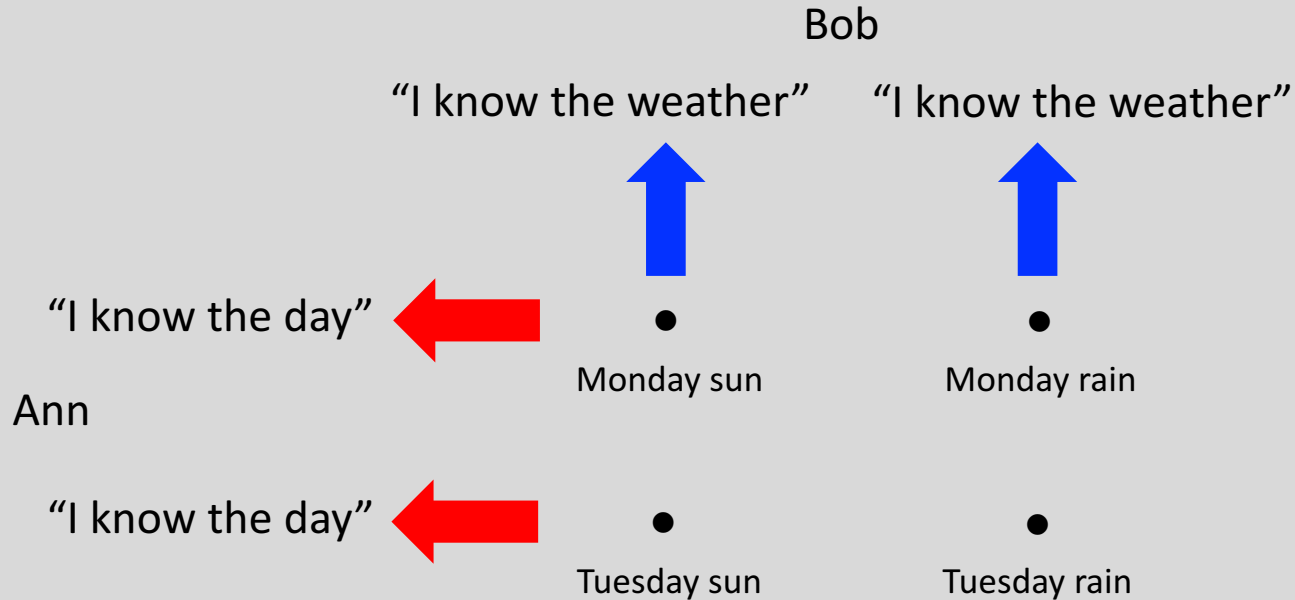 Bob
“I know the weather” “I know the weather”
“I know the day”
Monday sun Monday rain
Ann
“I know the day”
Tuesday sun Tuesday rain